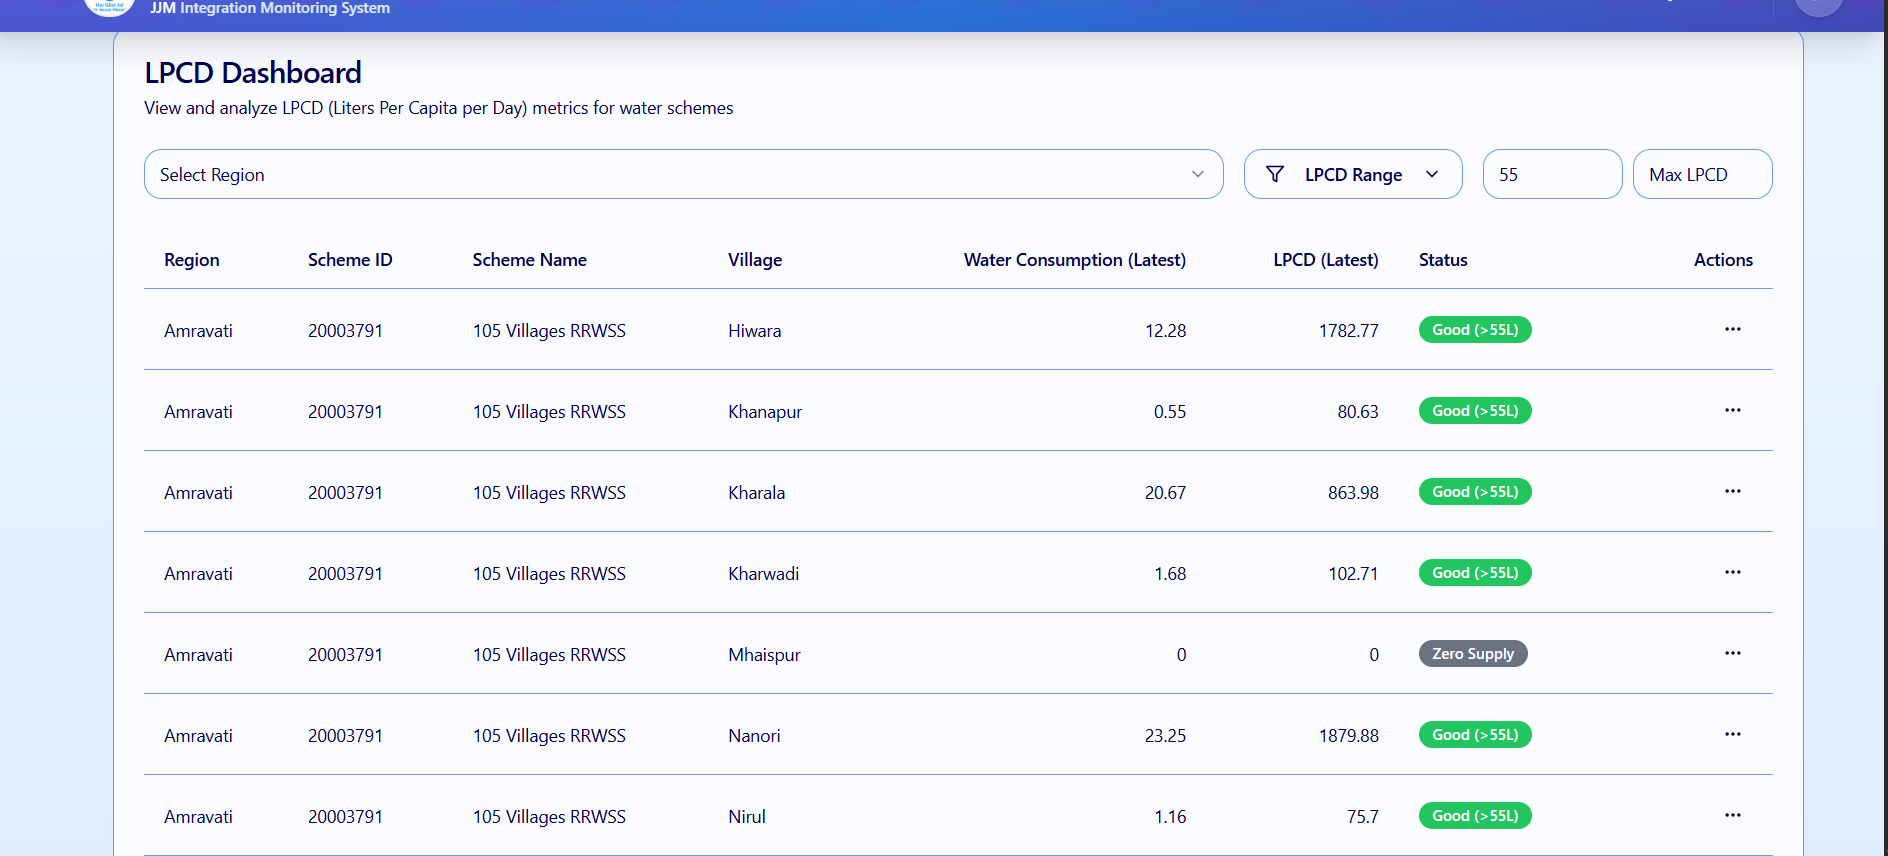 JJM Integration Monitoring System
LPCD Dashboard
View and analyze LPCD (Liters Per Capita per Day) metrics for water schemes
Select Region LPCD Range 55 Max LPCD
Region Scheme ID Scheme Name Village Water Consumption (Latest) LPCD (Latest) Status Actions
Amravati 20003791 105 Villages RRWSS Hiwara 12.28 1782.77 Good (>55L) ...
Amravati 20003791 105 Villages RRWSS Khanapur 0.55 80.63 Good (>55L) ...
Amravati 20003791 105 Villages RRWSS Kharala 20.67 863.98 Good (>55L) ...
Amravati 20003791 105 Villages RRWSS Kharwadi 1.68 102.71 Good (>55L) ...
Amravati 20003791 105 Villages RRWSS Mhaispur 0 0 Zero Supply ...
Amravati 20003791 105 Villages RRWSS Nanori 23.25 1879.88 Good (>55L) ...
Amravati 20003791 105 Villages RRWSS Nirul 1.16 75.7 Good (>55L) ...